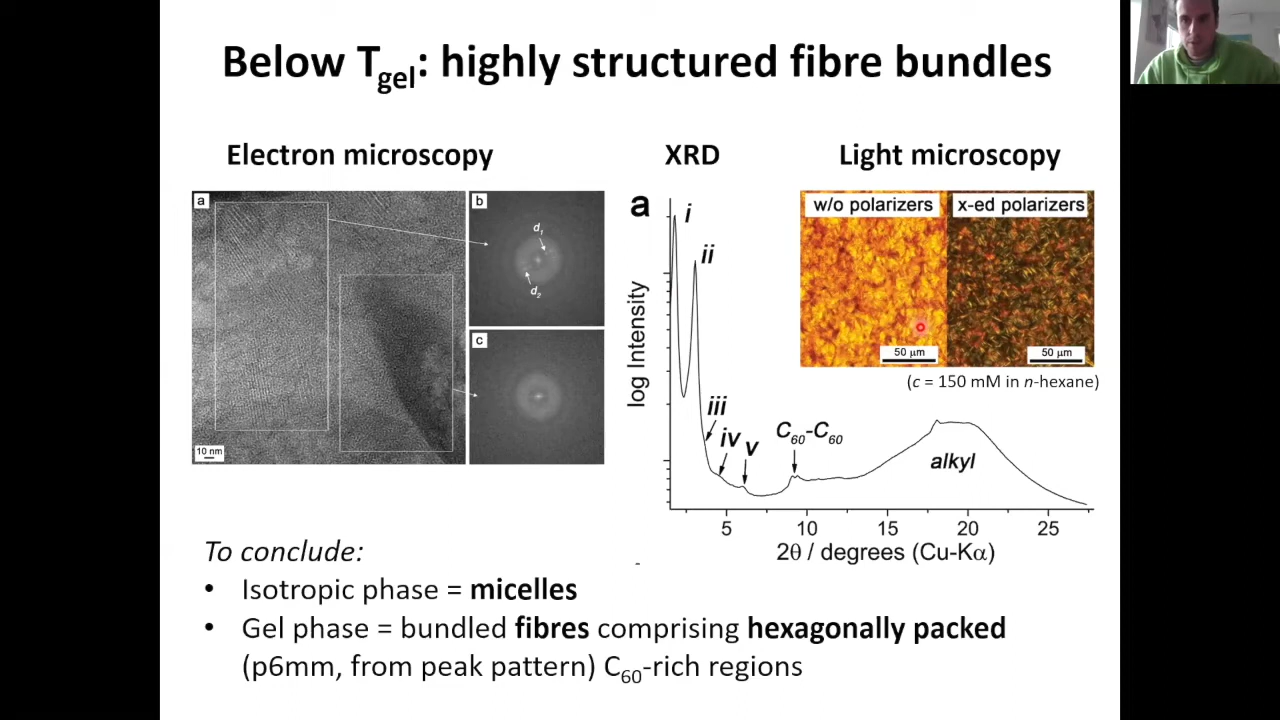 Below Tgel: highly structured fibre bundles
Electron microscopy
XRD
Light microscopy
a
b
d1
d2
c
10 nm
a
i
ii
iii
iv
v
C60-C60
alkyl
log Intensity
5 10 15 20 25
2θ / degrees (Cu-Kα)
w/o polarizers
x-ed polarizers
50 µm
50 µm
(c = 150 mM in n-hexane)
To conclude:
• Isotropic phase = micelles
• Gel phase = bundled fibres comprising hexagonally packed
(p6mm, from peak pattern) C60-rich regions